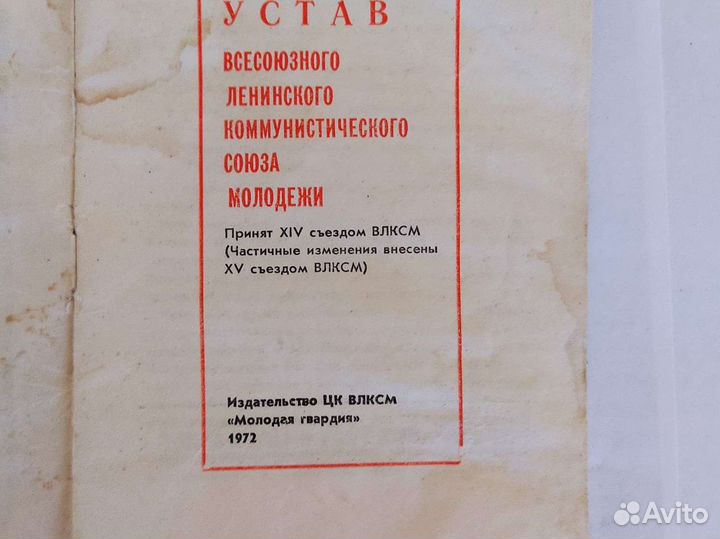 УСТАВ
ВСЕСОЮЗНОГО
ЛЕНИНСКОГО
КОММУНИСТИЧЕСКОГО
СОЮЗА
МОЛОДЕЖИ
Принят XIV съездом ВЛКСМ
(Частичные изменения внесены
XV съездом ВЛКСМ)
Издательство ЦК ВЛКСМ
«Молодая гвардия»
1972
Avito